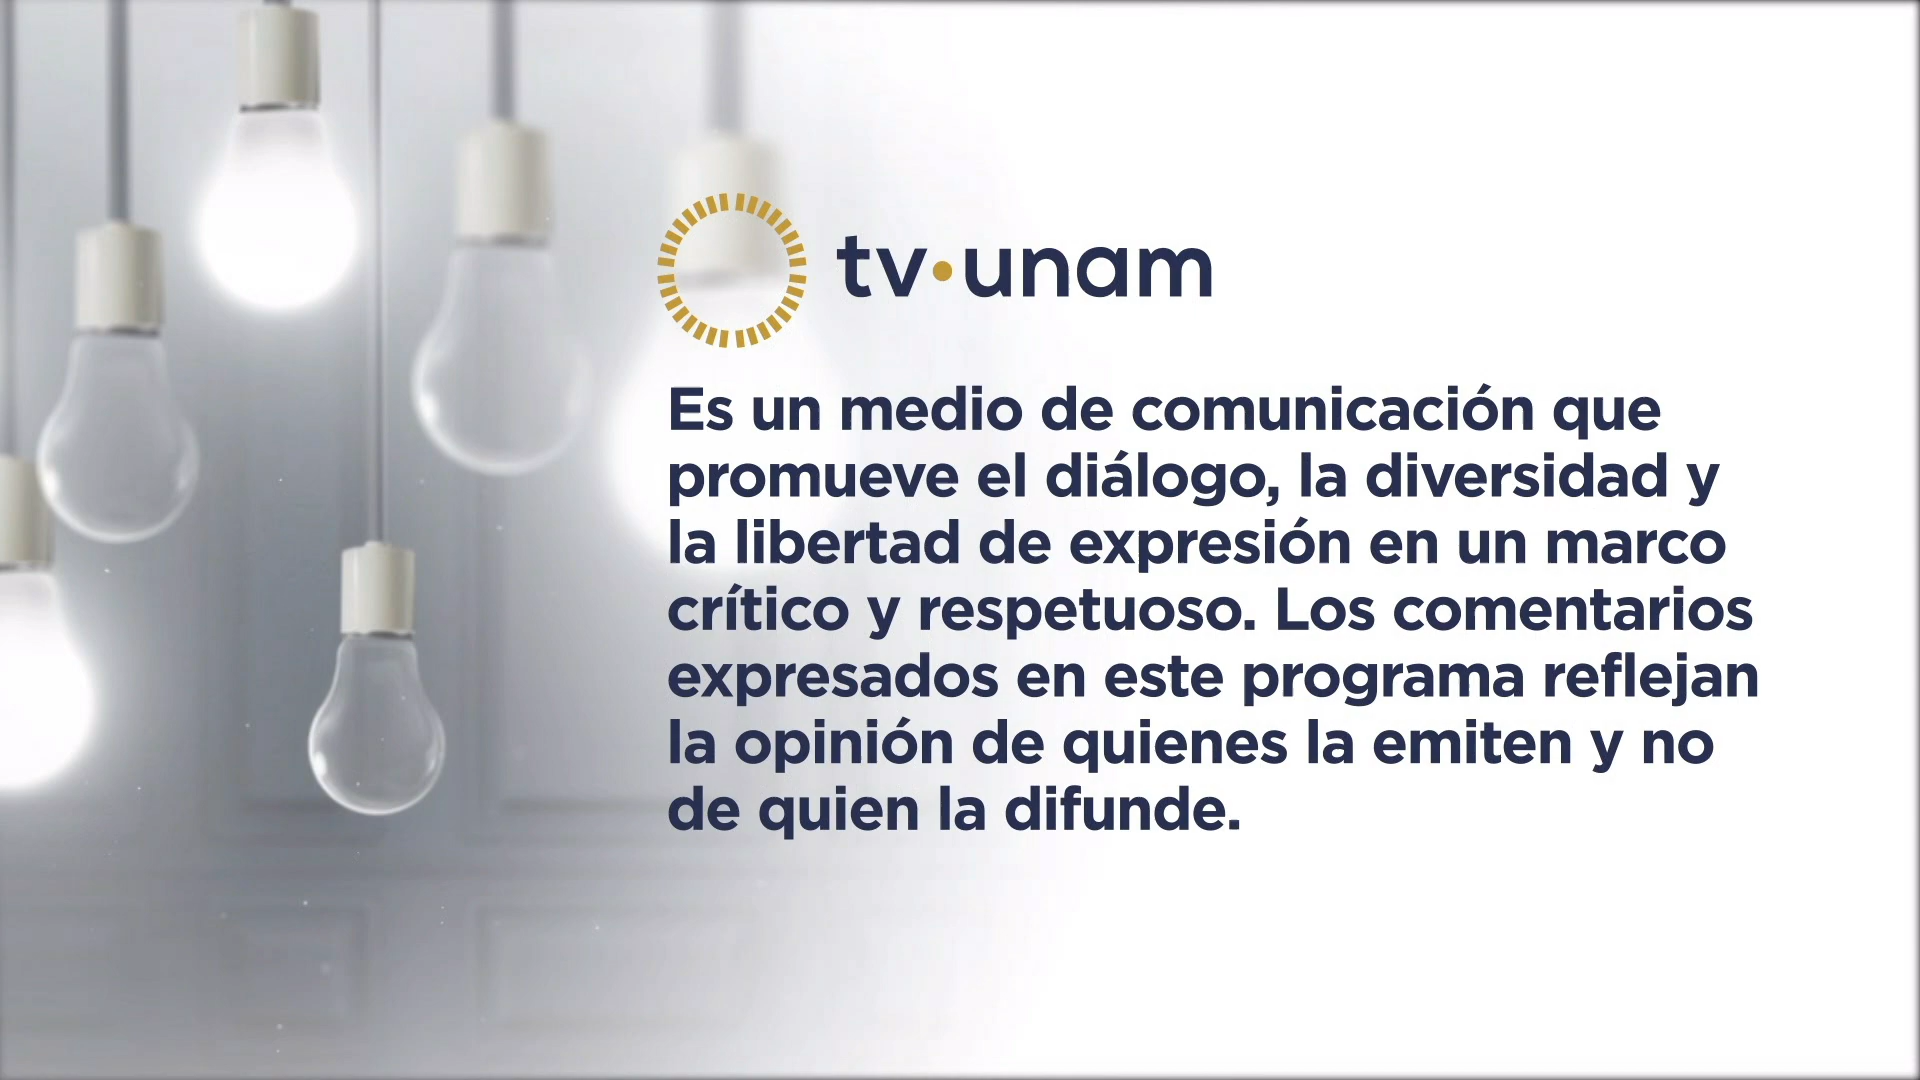 tv·unam
Es un medio de comunicación que
promueve el diálogo, la diversidad y
la libertad de expresión en un marco
crítico y respetuoso. Los comentarios
expresados en este programa reflejan
la opinión de quienes la emiten y no
de quien la difunde.